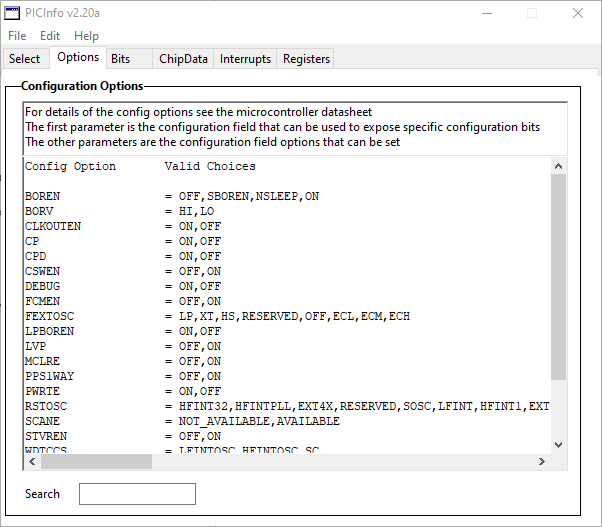 PICInfo v2.20a
File Edit Help
Select Options Bits ChipData Interrupts Registers
Configuration Options
For details of the config options see the microcontroller datasheet
The first parameter is the configuration field that can be used to expose specific configuration bits
The other parameters are the configuration field options that can be set
Config Option Valid Choices
BOREN = OFF,SBOREN,NSLEEP,ON
BORV = HI,LO
CLKOUTEN = ON,OFF
CP = ON,OFF
CPD = ON,OFF
CSWEN = OFF,ON
DEBUG = ON,OFF
FCMEN = OFF,ON
FEXTOSC = LP,XT,HS,RESERVED,OFF,ECL,ECM,ECH
LPBOREN = ON,OFF
LVP = OFF,ON
MCLRE = OFF,ON
PPS1WAY = OFF,ON
PWRTE = ON,OFF
RSTOSC = HFINT32,HFINTPLL,EXT4X,RESERVED,SOSC,LFINT,HFINT1,EXT
SCANE = NOT_AVAILABLE,AVAILABLE
STVREN = OFF,ON
WDTCCS = LFINTOSC,HFINTOSC,SC
Search